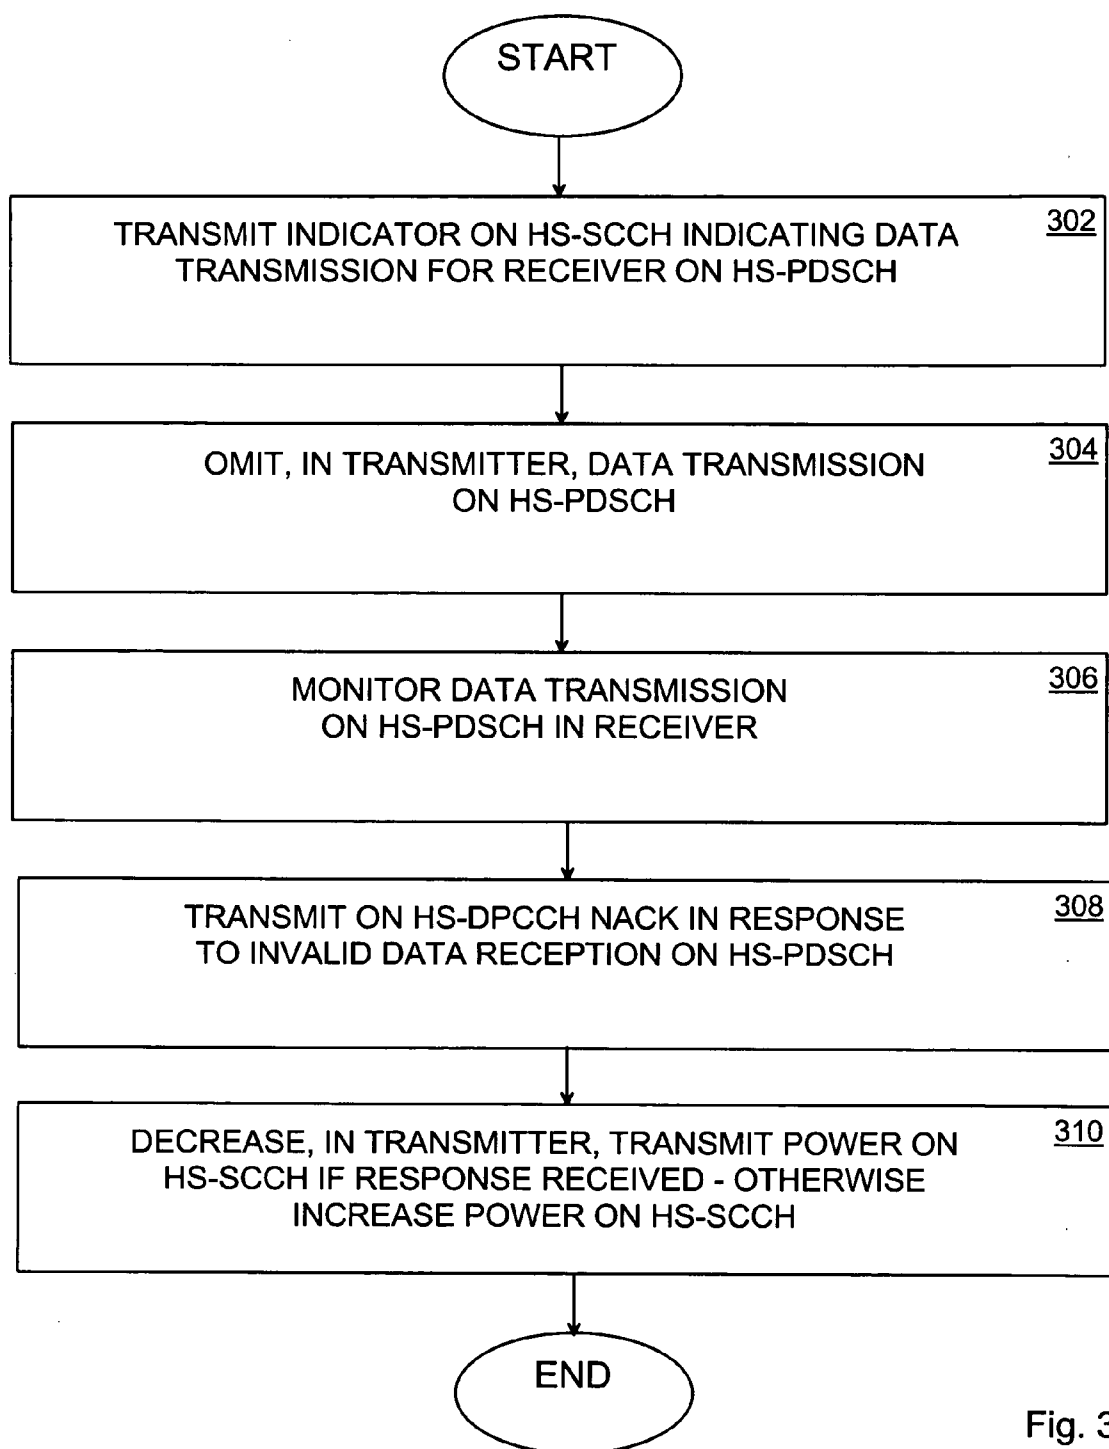 START
302
TRANSMIT INDICATOR ON HS-SCCH INDICATING DATA
TRANSMISSION FOR RECEIVER ON HS-PDSCH
304
OMIT, IN TRANSMITTER, DATA TRANSMISSION
ON HS-PDSCH
306
MONITOR DATA TRANSMISSION
ON HS-PDSCH IN RECEIVER
308
TRANSMIT ON HS-DPCCH NACK IN RESPONSE
TO INVALID DATA RECEPTION ON HS-PDSCH
310
DECREASE, IN TRANSMITTER, TRANSMIT POWER ON
HS-SCCH IF RESPONSE RECEIVED - OTHERWISE
INCREASE POWER ON HS-SCCH
END
Fig. 3